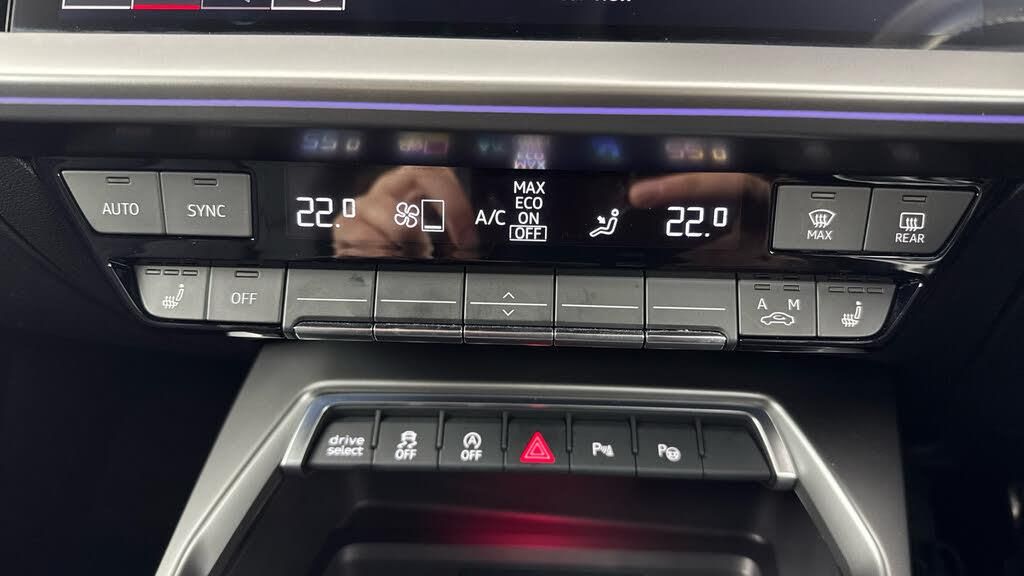 AUTO
SYNC
22.0
A/C
MAX
ECO
ON
OFF
22.0
MAX
REAR
OFF
A M
drive
select
OFF
A
OFF
P
P